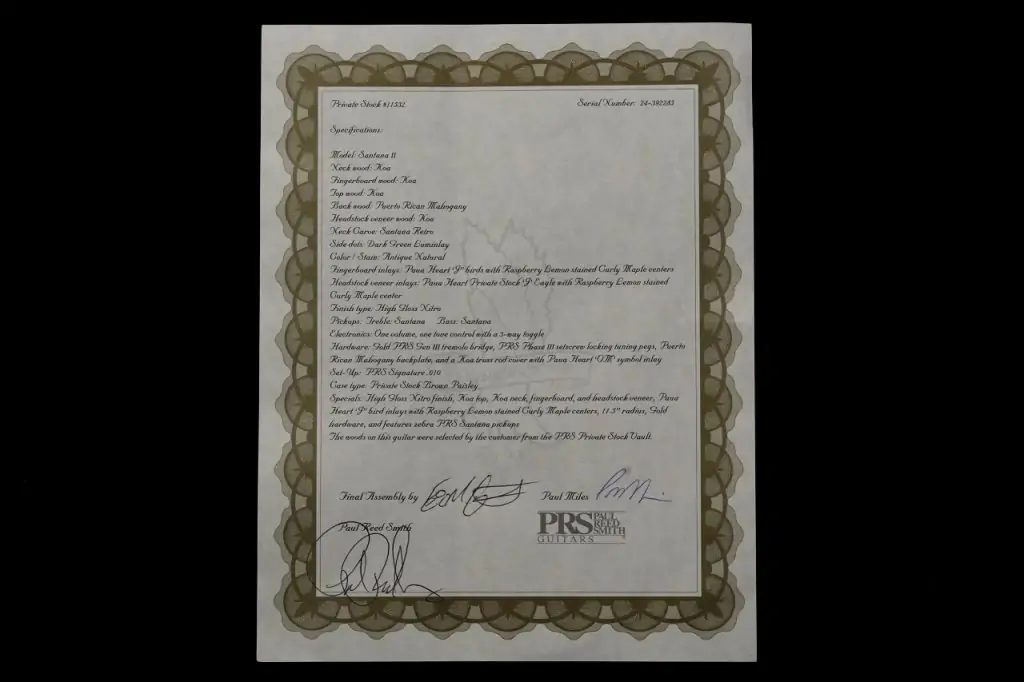 Private Stock #11532 Serial Number: 24-392283
Specifications:
Model: Santana II
Neck wood: Koa
Fingerboard wood: Koa
Top wood: Koa
Back wood: Puerto Rican Mahogany
Headstock veneer wood: Koa
Neck Carve: Santana Retro
Side dots: Dark Green Luminlay
Color / Stain: Antique Natural
Fingerboard inlays: Paua Heart "J" birds with Raspberry Lemon stained Curly Maple centers
Headstock veneer inlays: Paua Heart Private Stock "J" Eagle with Raspberry Lemon stained
Curly Maple center
Finish type: High Gloss Nitro
Pickups: Treble: Santana Bass: Santana
Electronics: One volume, one tone control with a 3-way toggle
Hardware: Gold PRS Gen III tremolo bridge, PRS Phase III setscrew locking tuning pegs, Puerto
Rican Mahogany backplate, and a Koa truss rod cover with Paua Heart "OM" symbol inlay
Set-Up: PRS Signature .010
Case type: Private Stock Brown Paisley
Specials: High Gloss Nitro finish, Koa top, Koa neck, fingerboard, and headstock veneer, Paua
Heart "J" bird inlays with Raspberry Lemon stained Curly Maple centers, 11.5" radius, Gold
hardware, and features zebra PRS Santana pickups
The woods on this guitar were selected by the customer from the PRS Private Stock Vault.
Final Assembly by Paul Miles
Paul Reed Smith
PRS PAUL REED SMITH
GUITARS